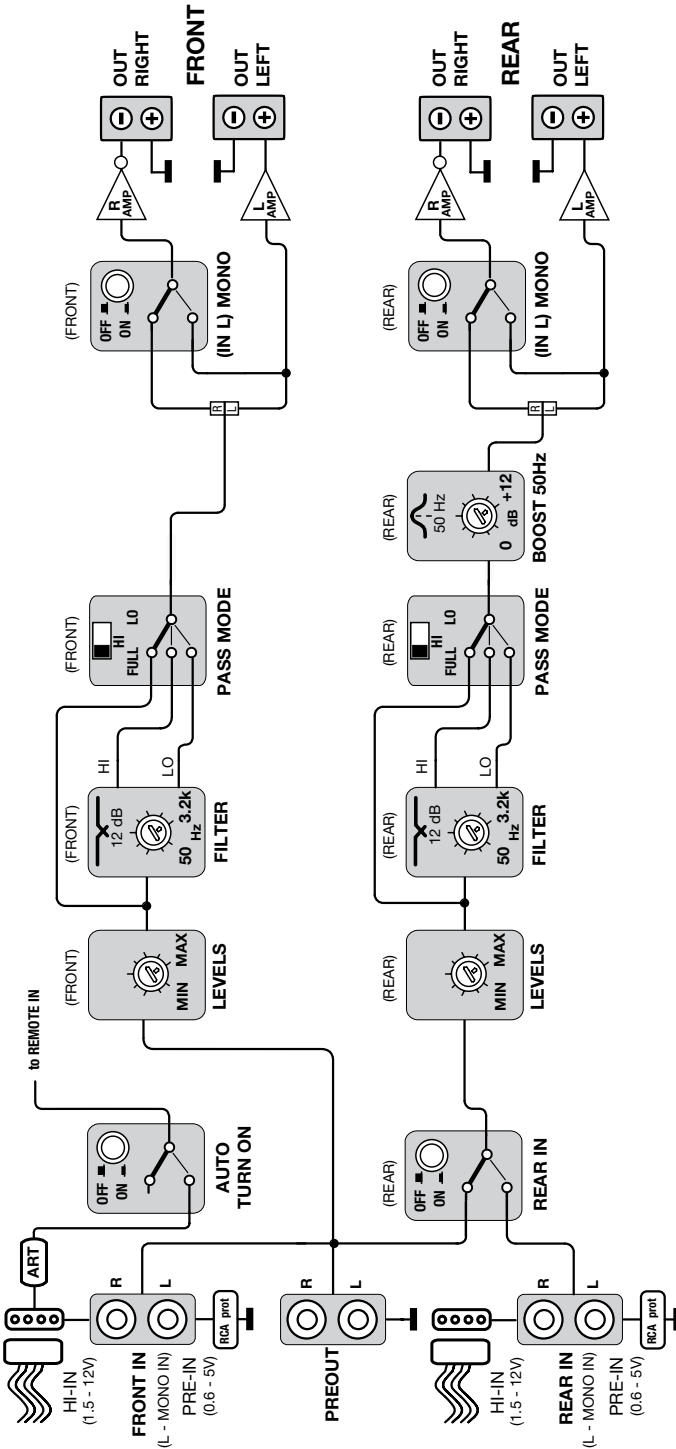 HI-IN
(1.5 - 12V)
FRONT IN
(L - MONO IN)
PRE-IN
(0.6 - 5V)
R
L
RCA prot
ART
AUTO
TURN ON
OFF
ON
to REMOTE IN
(FRONT)
MIN MAX
LEVELS
(FRONT)
12 dB
50 Hz 3.2k
FILTER
HI
LO
(FRONT)
FULL HI LO
PASS MODE
R
L
(FRONT)
OFF
ON
(IN L) MONO
R
AMP
L
AMP
OUT
RIGHT
FRONT
OUT
LEFT
PREOUT
R
L
HI-IN
(1.5 - 12V)
REAR IN
(L - MONO IN)
PRE-IN
(0.6 - 5V)
R
L
RCA prot
(REAR)
OFF
ON
REAR IN
(REAR)
MIN MAX
LEVELS
(REAR)
12 dB
50 Hz 3.2k
FILTER
HI
LO
(REAR)
FULL HI LO
PASS MODE
(REAR)
50 Hz
0 dB +12
BOOST 50Hz
R
L
(REAR)
OFF
ON
(IN L) MONO
R
AMP
L
AMP
OUT
RIGHT
REAR
OUT
LEFT